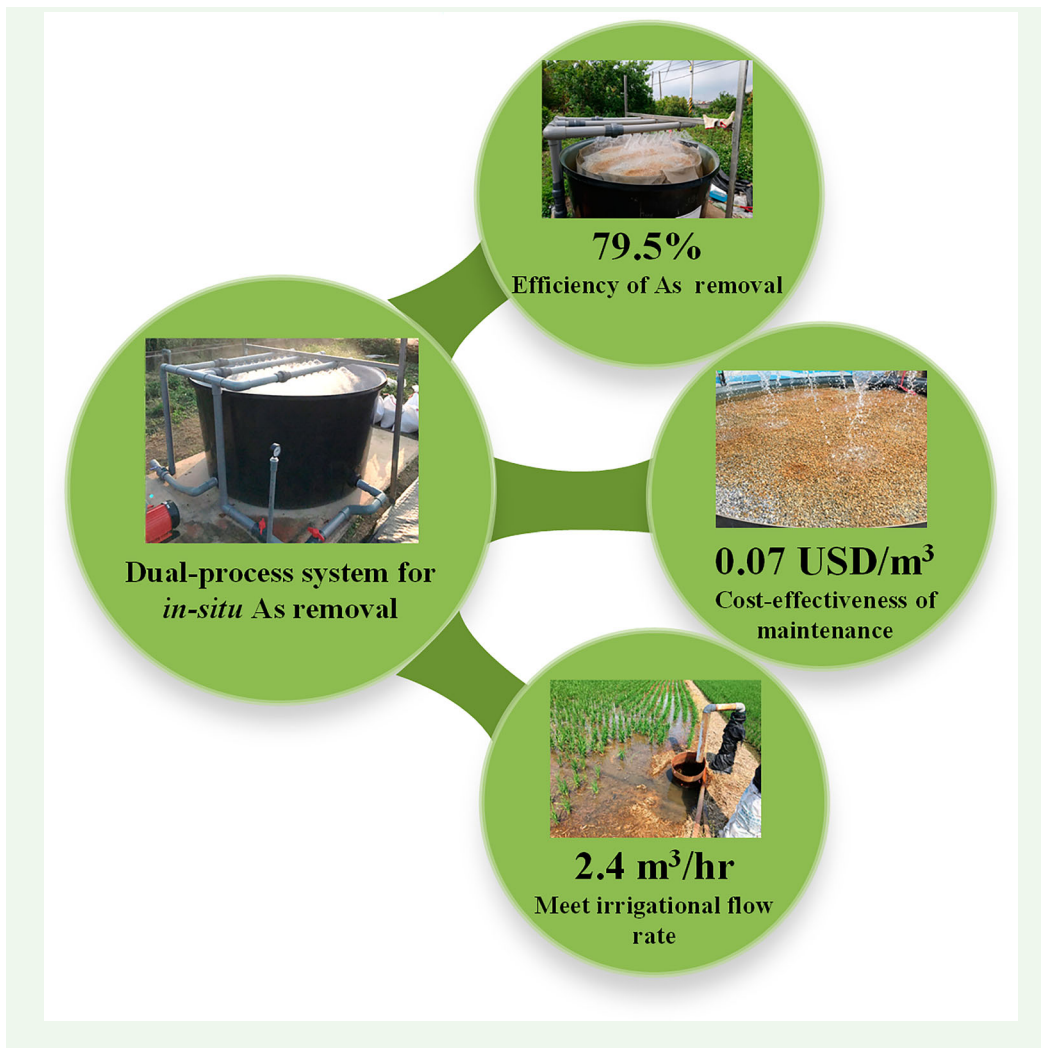 79.5%
Efficiency of As removal
Dual-process system for
in-situ As removal
0.07 USD/m³
Cost-effectiveness of
maintenance
2.4 m³/hr
Meet irrigational flow
rate